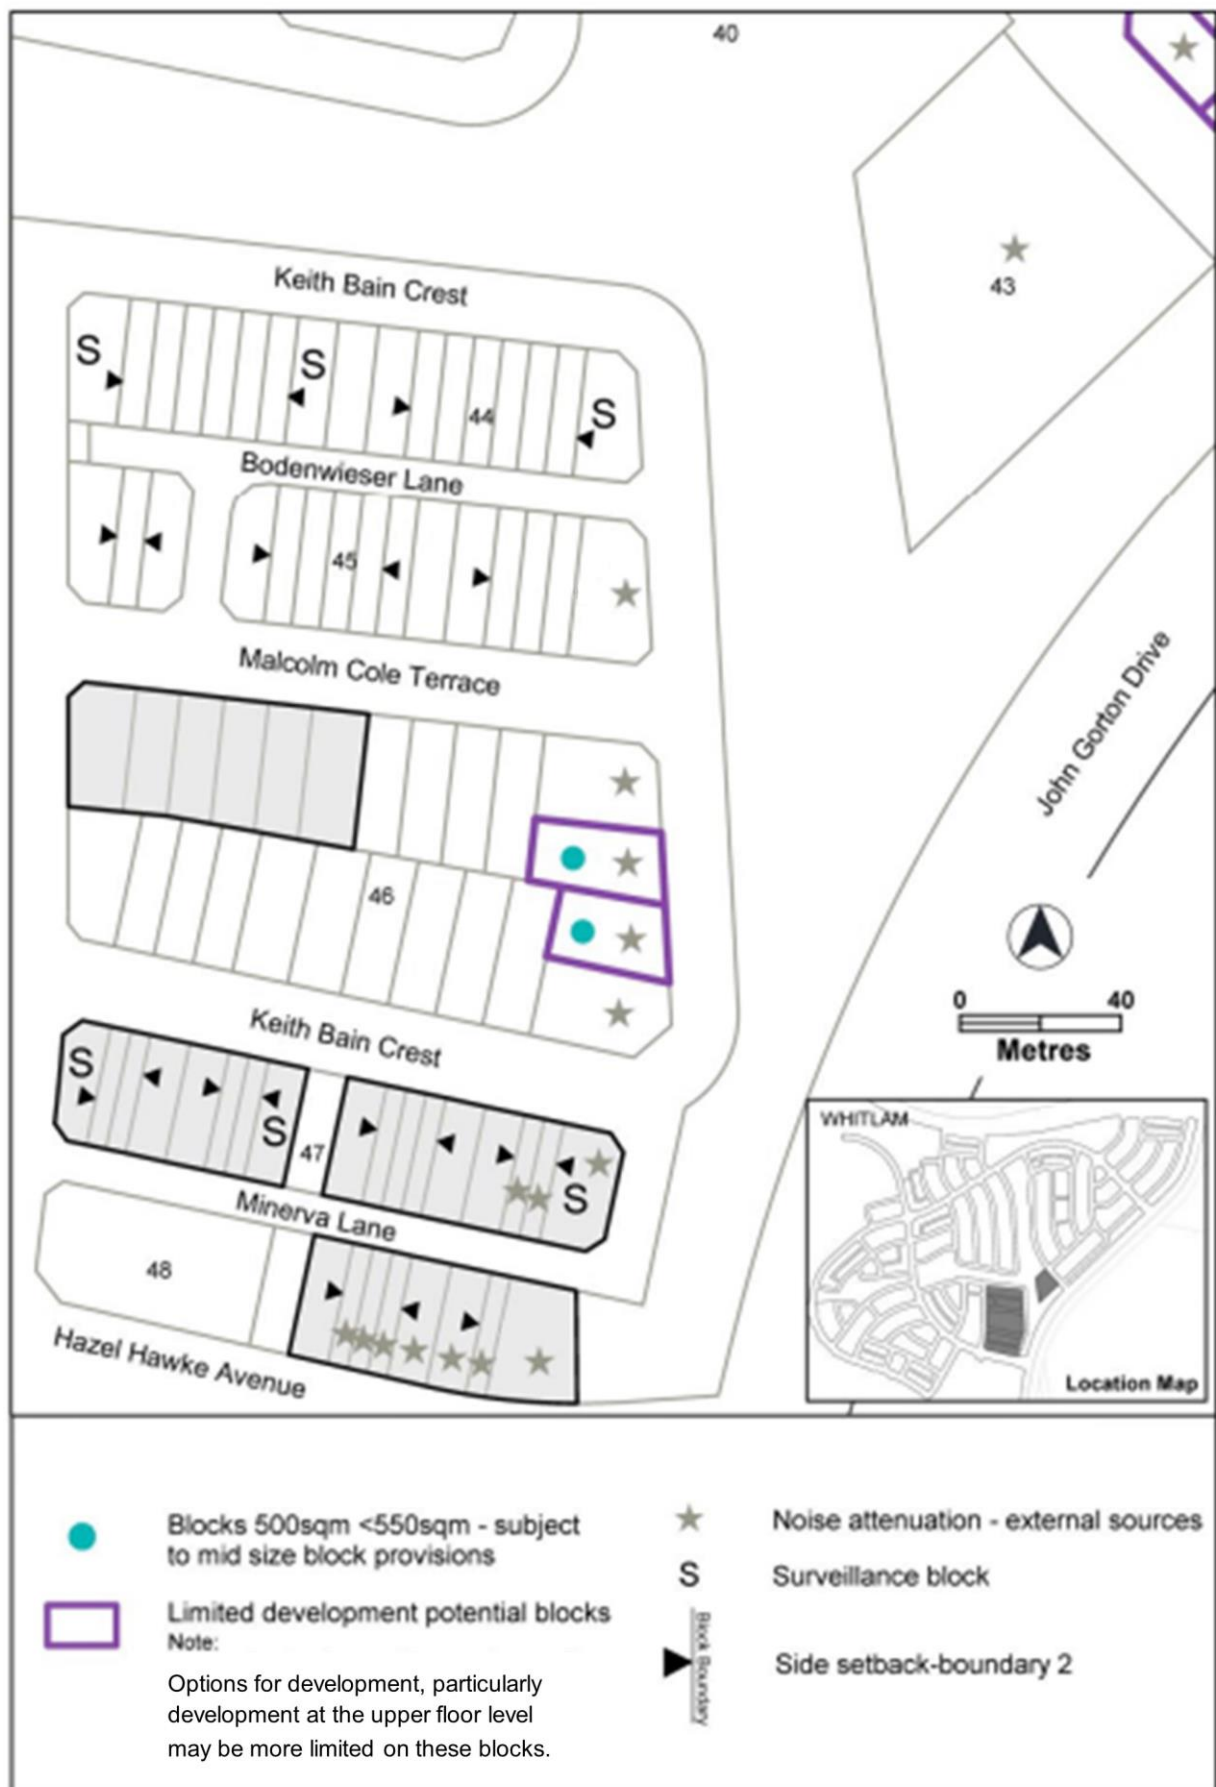 40
43
Keith Bain Crest
S
S
S
44
Bodenwieser Lane
45
Malcolm Cole Terrace
John Gorton Drive
46
0 40
Metres
Keith Bain Crest
S
S
47
S
Minerva Lane
48
Hazel Hawke Avenue
WHITLAM
Location Map
Blocks 500sqm <550sqm - subject
to mid size block provisions
Limited development potential blocks
Note:
Options for development, particularly
development at the upper floor level
may be more limited on these blocks.
Noise attenuation - external sources
S Surveillance block
Block Boundary
Side setback-boundary 2